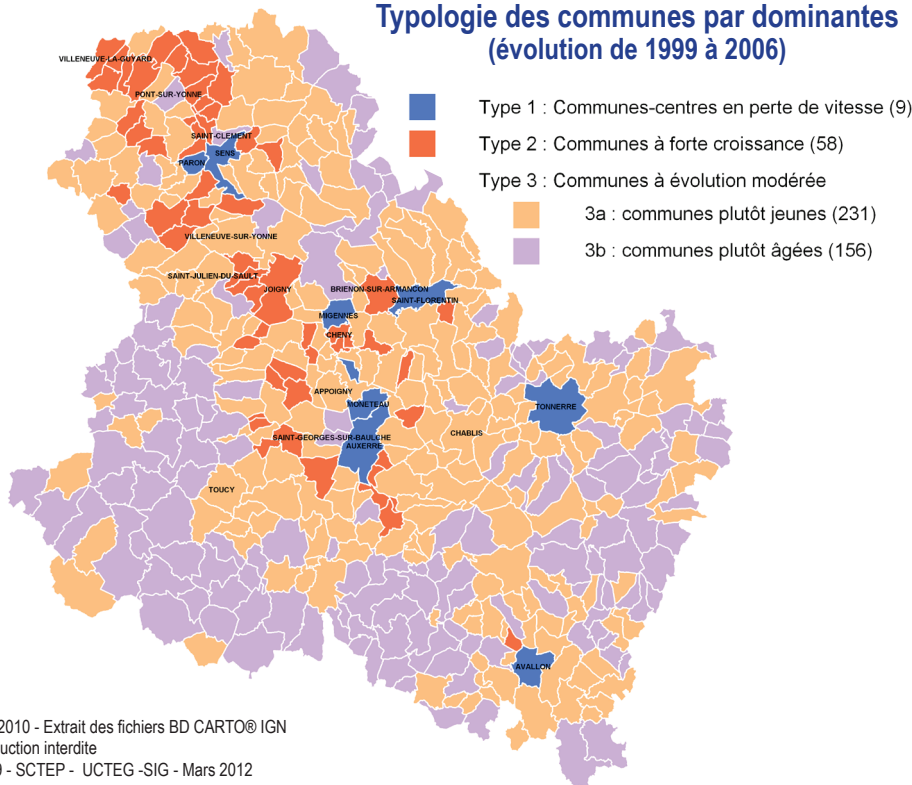 Typologie des communes par dominantes
(évolution de 1999 à 2006)
Type 1 : Communes-centres en perte de vitesse (9)
Type 2 : Communes à forte croissance (58)
Type 3 : Communes à évolution modérée
3a : communes plutôt jeunes (231)
3b : communes plutôt âgées (156)
VILLENEUVE-LA-GUYARD
PONT-SUR-YONNE
SAINT-CLEMENT
SENS
PARON
VILLENEUVE-SUR-YONNE
SAINT-JULIEN-DU-SAULT
JOIGNY
BRIENON-SUR-ARMANCON
SAINT-FLORENTIN
MIGENNES
CHENY
APPOIGNY
MONETEAU
TONNERRE
SAINT-GEORGES-SUR-BAULCHE
AUXERRE
CHABLIS
TOUCY
AVALLON
2010 - Extrait des fichiers BD CARTO® IGN
uction interdite
9 - SCTEP - UCTEG -SIG - Mars 2012